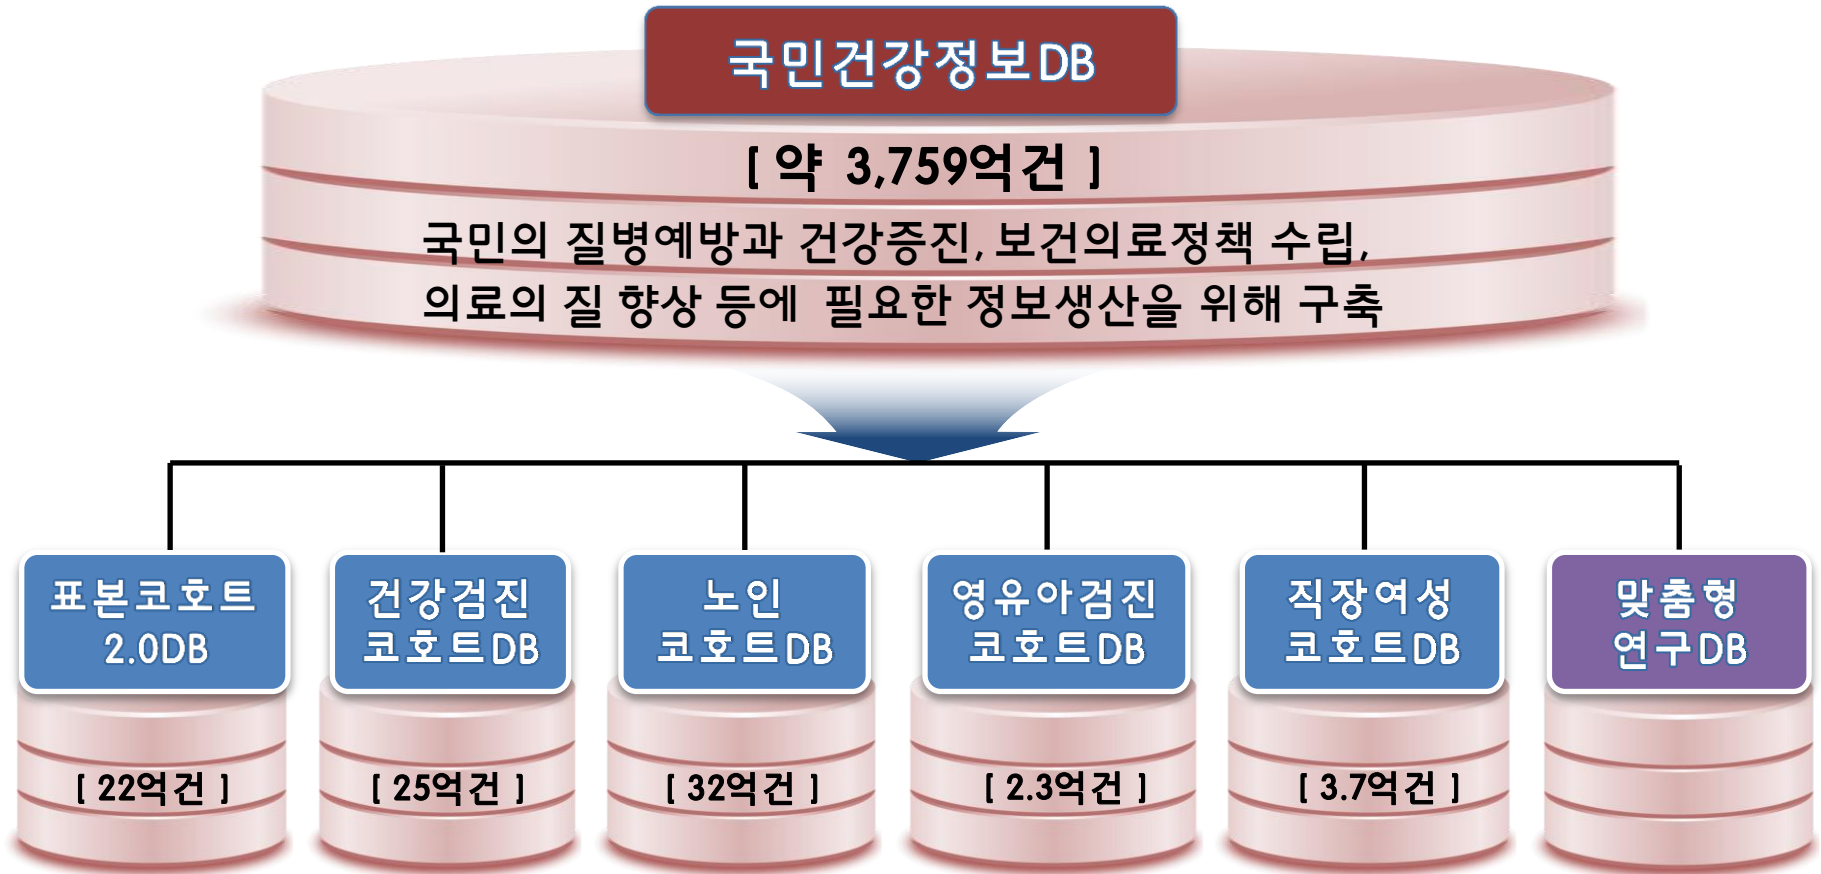 국민건강정보DB
[ 약 3,759억건 ]
국민의 질병예방과 건강증진, 보건의료정책 수립,
의료의 질 향상 등에 필요한 정보생산을 위해 구축
표본코호트
2.0DB
[ 22억건 ]
건강검진
코호트DB
[ 25억건 ]
노인
코호트DB
[ 32억건 ]
영유아검진
코호트DB
[ 2.3억건 ]
직장여성
코호트DB
[ 3.7억건 ]
맞춤형
연구DB